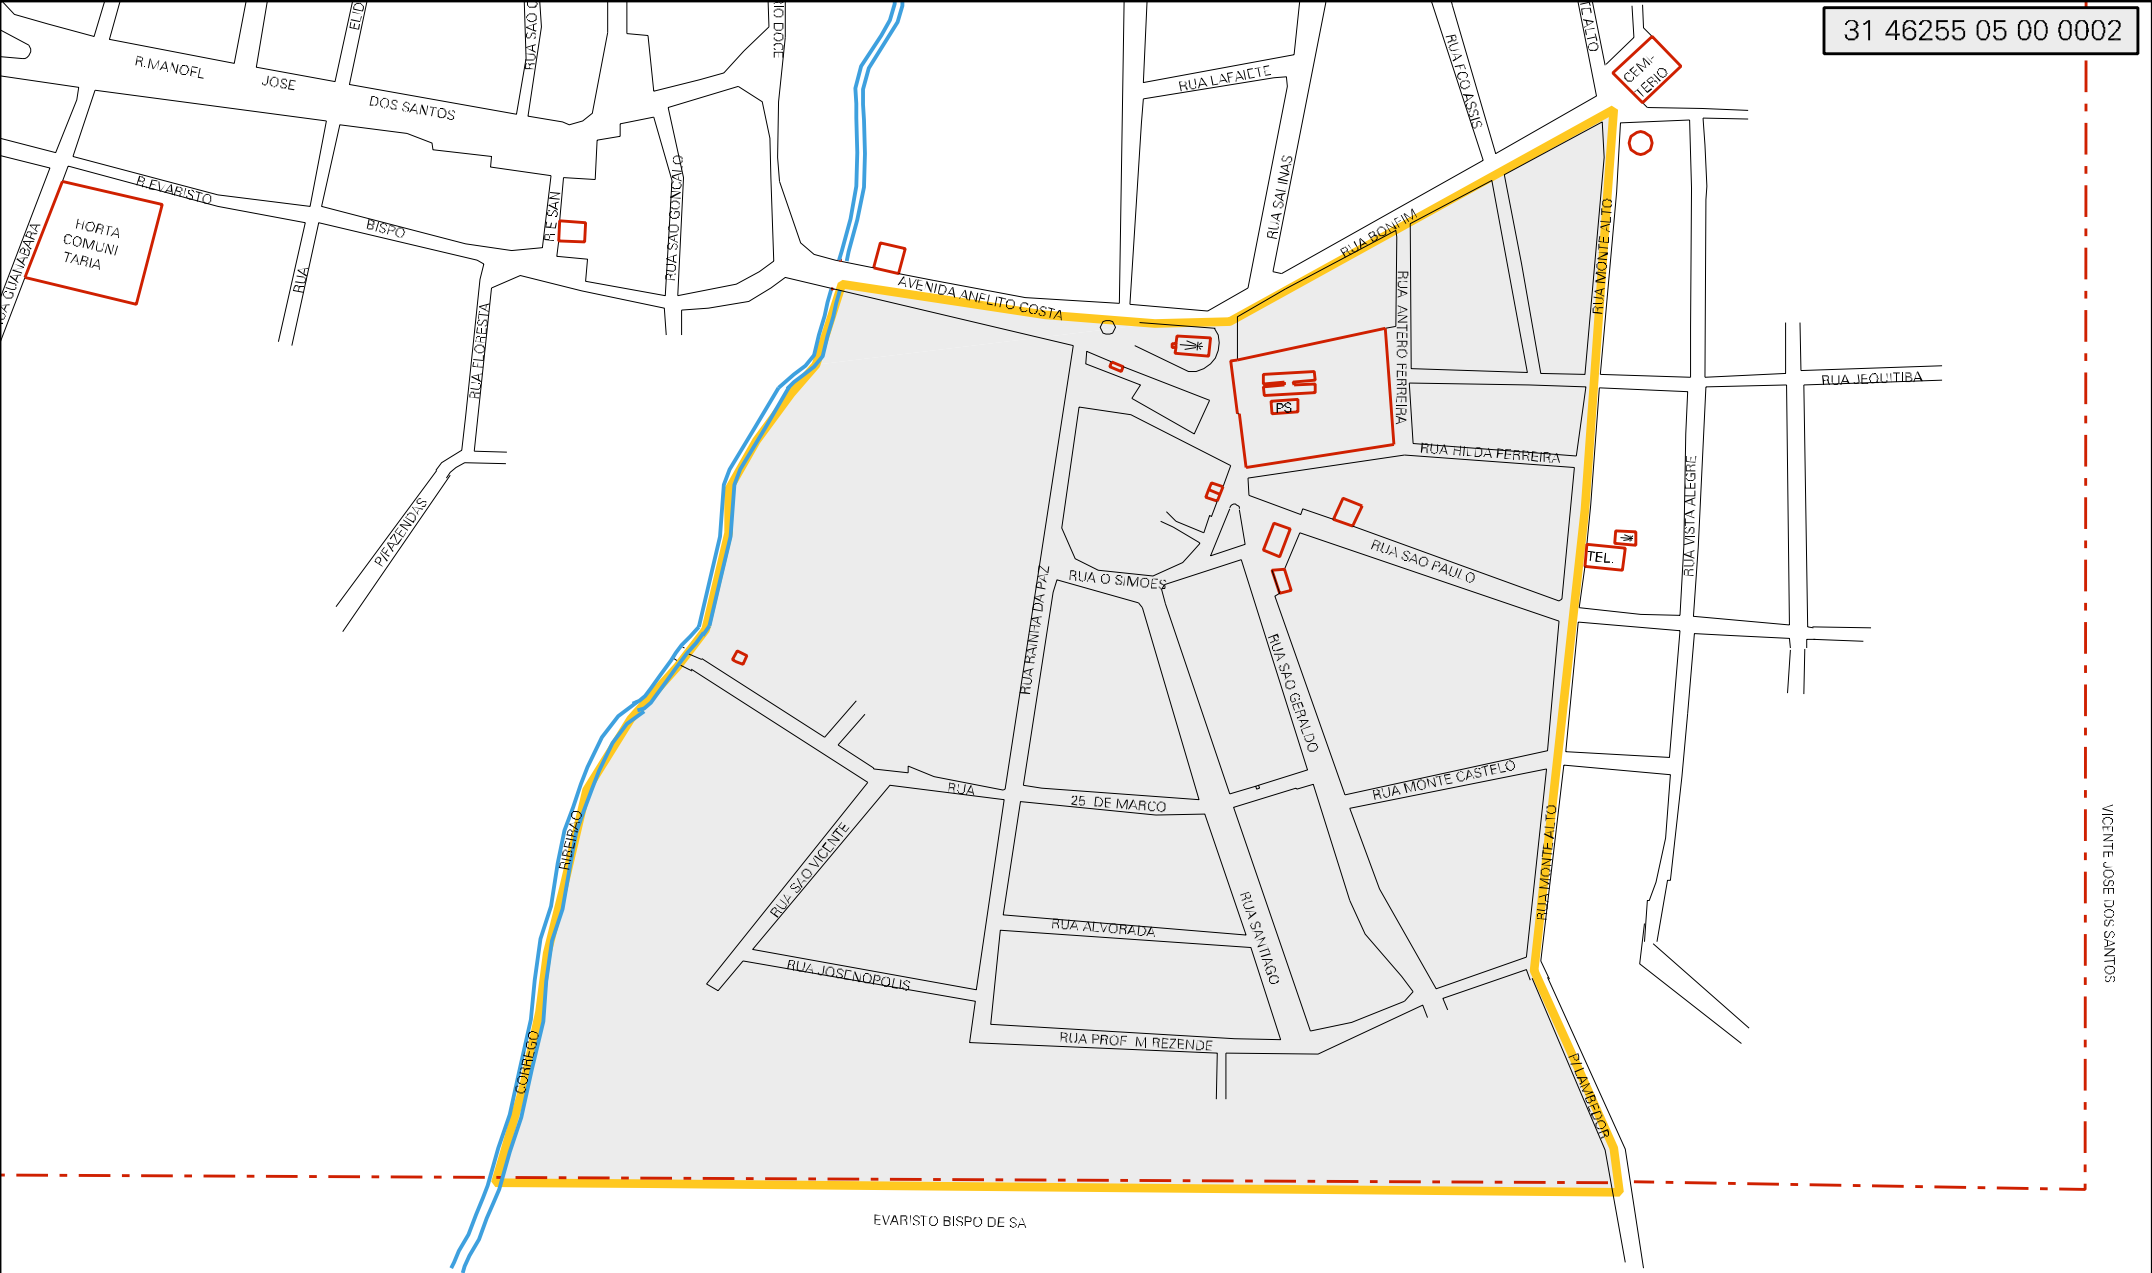 31 46255 05 00 0002
R.MANOEL
JOSE
DOS SANTOS
RUA LAFAIETE
RUA FCO ASSIS
CEMI-
TERIO
R.EVARISTO
BISPO
HORTA
COMUNI
TARIA
RUA
R E SAN
RUA SAO GONCALO
RUA SALINAS
RUA BONFIM
RUA MONTE ALTO
AVENIDA ANELITO COSTA
RUA FLORESTA
RUA ANTERO FERREIRA
PS
RUA JEQUITIBA
RUA HILDA FERREIRA
P/FAZENDAS
RUA VISTA ALEGRE
TEL.
RUA SAO PAULO
RUA O SIMOES
RUA RAINHA DA PAZ
RUA SAO GERALDO
RUA
25 DE MARCO
RUA MONTE CASTELO
RIBEIRAO
RUA SAO VICENTE
RUA MONTE ALTO
VICENTE JOSE DOS SANTOS
RUA ALVORADA
RUA SANTIAGO
RUA JOSENOPOLIS
CORREGO
RUA PROF M REZENDE
P/ LAMBEDOR
EVARISTO BISPO DE SA